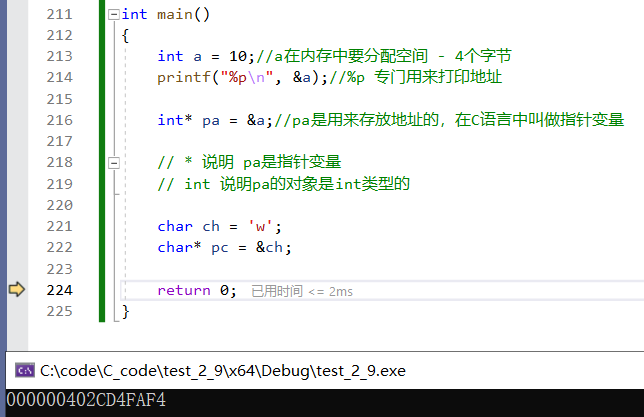 211 int main()
212 {
213 int a = 10;//a在内存中要分配空间 - 4个字节
214 printf("%p\n", &a);//%p 专门用来打印地址
215
216 int* pa = &a;//pa是用来存放地址的，在C语言中叫做指针变量
217
218 // * 说明 pa是指针变量
219 // int 说明pa的对象是int类型的
220
221 char ch = 'w';
222 char* pc = &ch;
223
224 return 0; 已用时间 <= 2ms
225 }
C:\code\C_code\test_2_9\x64\Debug\test_2_9.exe
000000402CD4FAF4